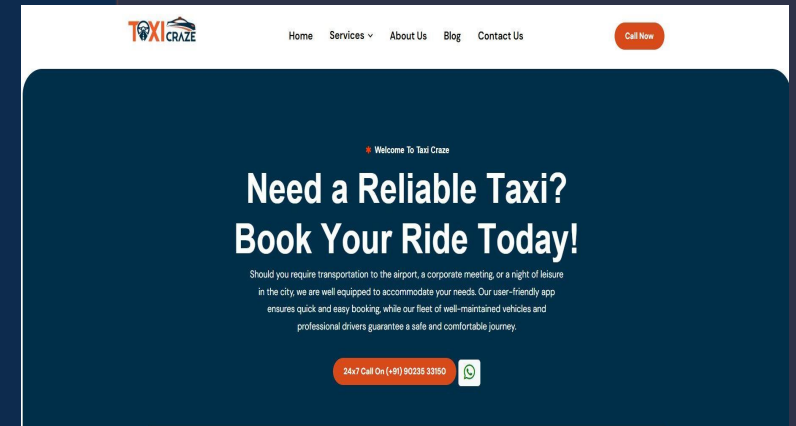 TAXI CRAZE
Home Services About Us Blog Contact Us
Call Now
Welcome To Taxi Craze
Need a Reliable Taxi?
Book Your Ride Today!
Should you require transportation to the airport, a corporate meeting, or a night of leisure
in the city, we are well equipped to accommodate your needs. Our user-friendly app
ensures quick and easy booking, while our fleet of well-maintained vehicles and
professional drivers guarantee a safe and comfortable journey.
24x7 Call On (+91) 90235 33150